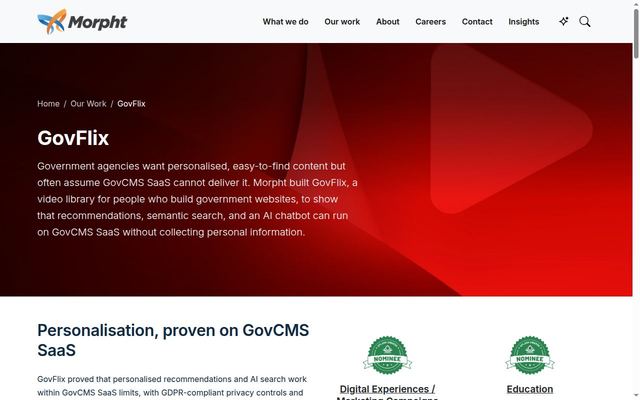 Morpht
What we do
Our work
About
Careers
Contact
Insights
Home / Our Work / GovFlix
GovFlix
Government agencies want personalised, easy-to-find content but
often assume GovCMS SaaS cannot deliver it. Morpht built GovFlix, a
video library for people who build government websites, to show
that recommendations, semantic search, and an AI chatbot can run
on GovCMS SaaS without collecting personal information.
Personalisation, proven on GovCMS
SaaS
GovFlix proved that personalised recommendations and AI search work
within GovCMS SaaS limits, with GDPR-compliant privacy controls and
NOMINEE
Digital Experiences /
Marketing Campaigns
NOMINEE
Education